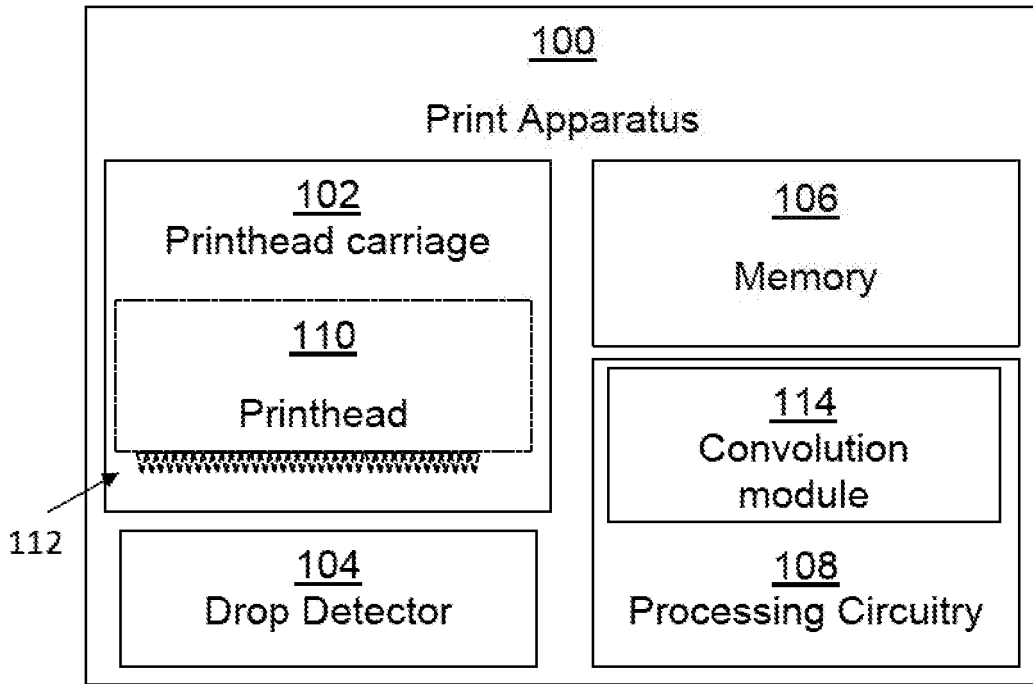 100
Print Apparatus
102
Printhead carriage
110
Printhead
112
104
Drop Detector
106
Memory
114
Convolution
module
108
Processing Circuitry